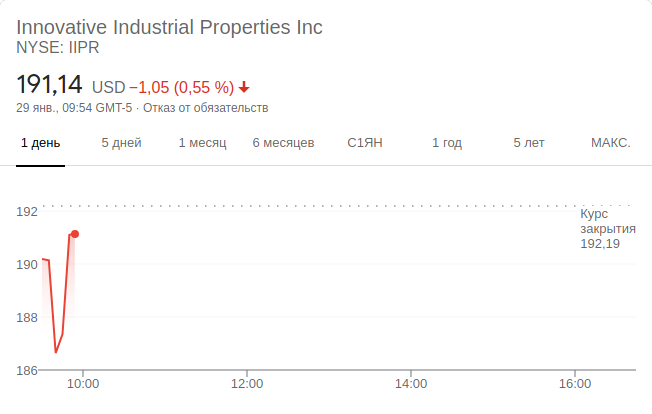 Innovative Industrial Properties Inc
NYSE: IIPR
191,14 USD −1,05 (0,55 %)
29 янв., 09:54 GMT-5 · Отказ от обязательств
1 день 5 дней 1 месяц 6 месяцев С1ЯН 1 год 5 лет МАКС.
192
Курс
закрытия
192,19
190
188
186
10:00 12:00 14:00 16:00